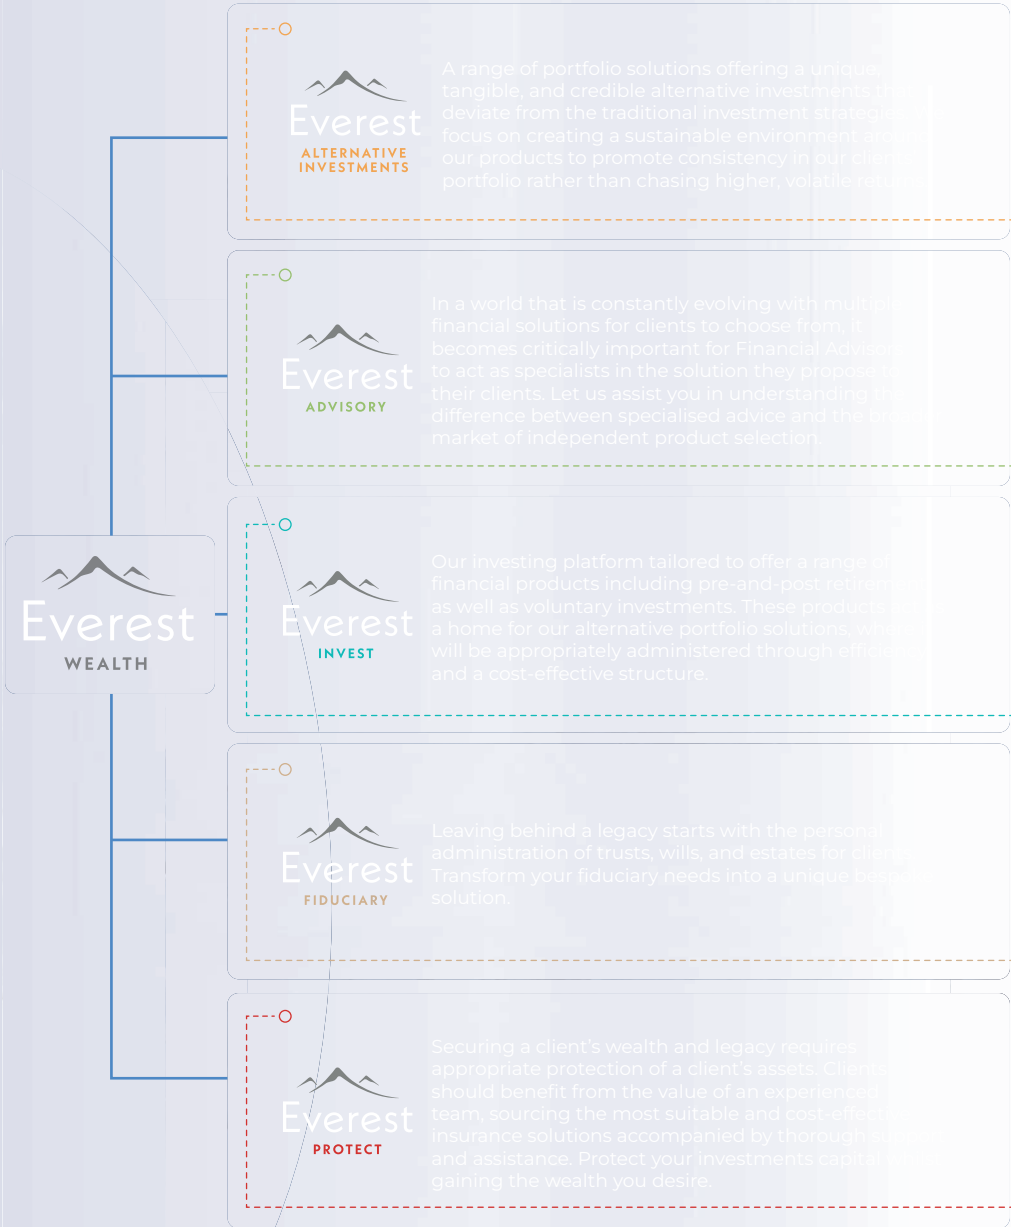 A range of portfolio solutions offering a unique,
tangible, and credible alternative investments
deviate from the traditional investment
focus on creating a sustainable environment
our products to promote consistency in our
portfolio rather than chasing higher, volatile
Everest
ALTERNATIVE
INVESTMENTS
In a world that is constantly evolving with
financial solutions for clients to choose from, it
becomes critically important for Financial
to act as specialists in the solution they propose
their clients. Let us assist you in understanding
difference between specialised advice and the
market of independent product selection.
Everest
ADVISORY
Everest
WEALTH
Our investing platform tailored to offer a range of
financial products including pre-and-post
as well as voluntary investments. These products
a home for our alternative portfolio solutions,
will be appropriately administered through
and a cost-effective structure.
Everest
INVEST
Leaving behind a legacy starts with the personal
administration of trusts, wills, and estates for
Transform your fiduciary needs into a unique
solution.
Everest
FIDUCIARY
Securing a client's wealth and legacy requires
appropriate protection of a client's assets. Clients
should benefit from the value of an experienced
team, sourcing the most suitable and
insurance solutions accompanied by thorough
and assistance. Protect your investments capital
gaining the wealth you desire.
Everest
PROTECT